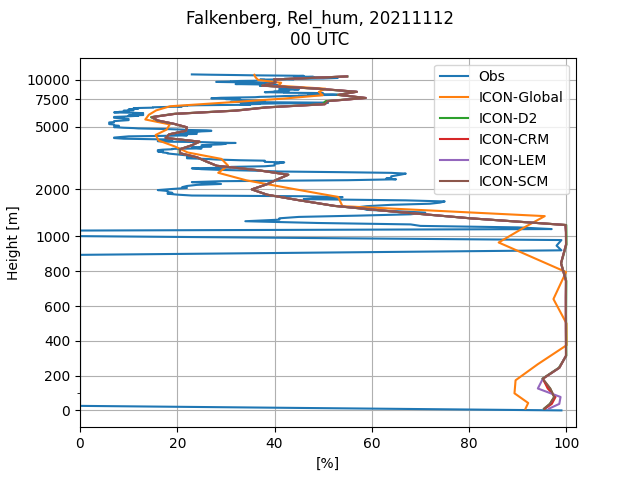 Falkenberg, Rel_hum, 20211112
00 UTC
Obs
ICON-Global
ICON-D2
ICON-CRM
ICON-LEM
ICON-SCM
Height [m]
10000
7500
5000
2000
1000
800
600
400
200
0
0 20 40 60 80 100
[%]